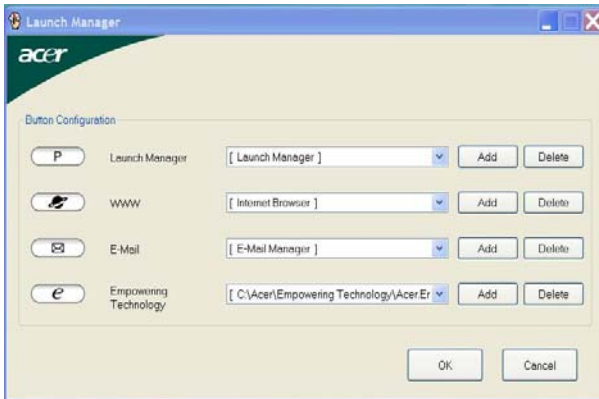 Launch Manager
acer
Button Configuration
P Launch Manager [ Launch Manager ] Add Delete
WWW [ Internet Browser ] Add Delete
E-Mail [ E-Mail Manager ] Add Delete
e Empowering [ C:\Acer\Empowering Technology\Acer.Er Add Delete
Technology
OK Cancel